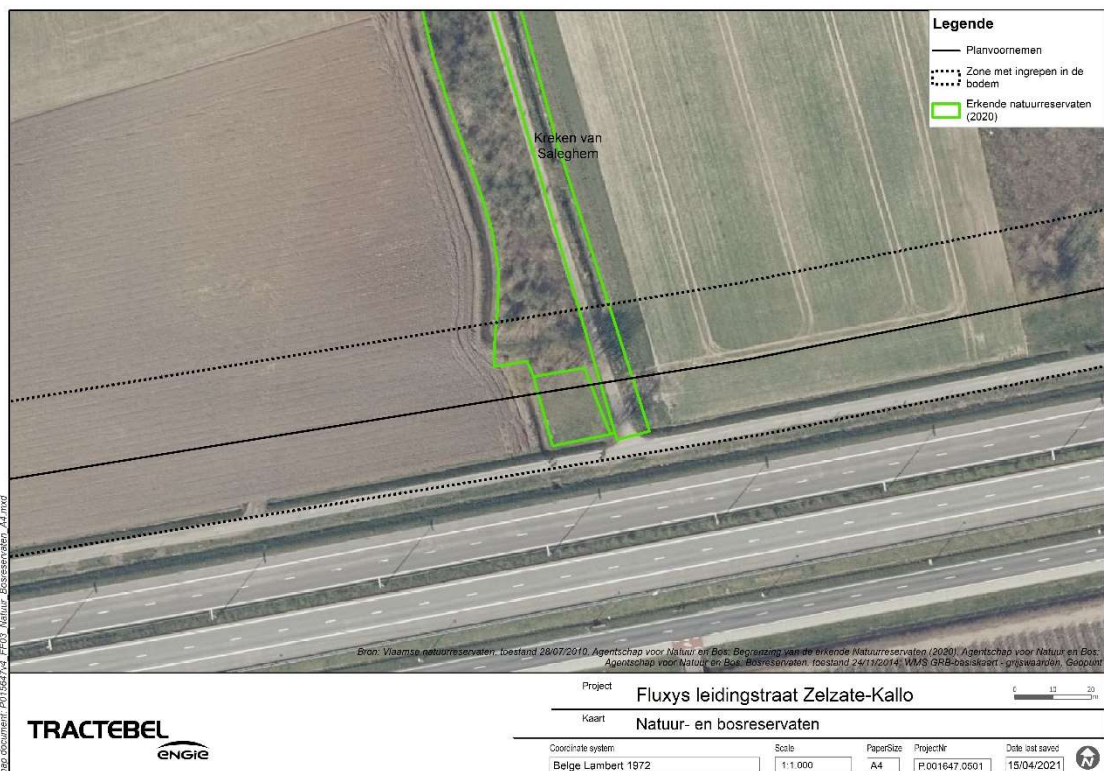 Legende
Planvoornemen
Zone met ingrepen in de
bodem
Erkende natuurreservaten
(2020)
Kreken van
Saleghem
Bron: Vlaamse natuurreservaten, toestand 28/07/2010, Agentschap voor Natuur en Bos; Begrenzing van de erkende Natuurreservaten (2020), Agentschap voor Natuur en Bos;
Agentschap voor Natuur en Bos. Bosreservaten, toestand 24/11/2014; WMS GRB-basiskaart - grijswaarden, Geopunt
TRACTEBEL
ENGIE
Project
Fluxys leidingstraat Zelzate-Kallo
0 10 20
m
Kaart
Natuur- en bosreservaten
Coordinate system
Scale
PaperSize
ProjectNr
Date last saved
Belge Lambert 1972
1:1.000
A4
P.001647.0501
15/04/2021